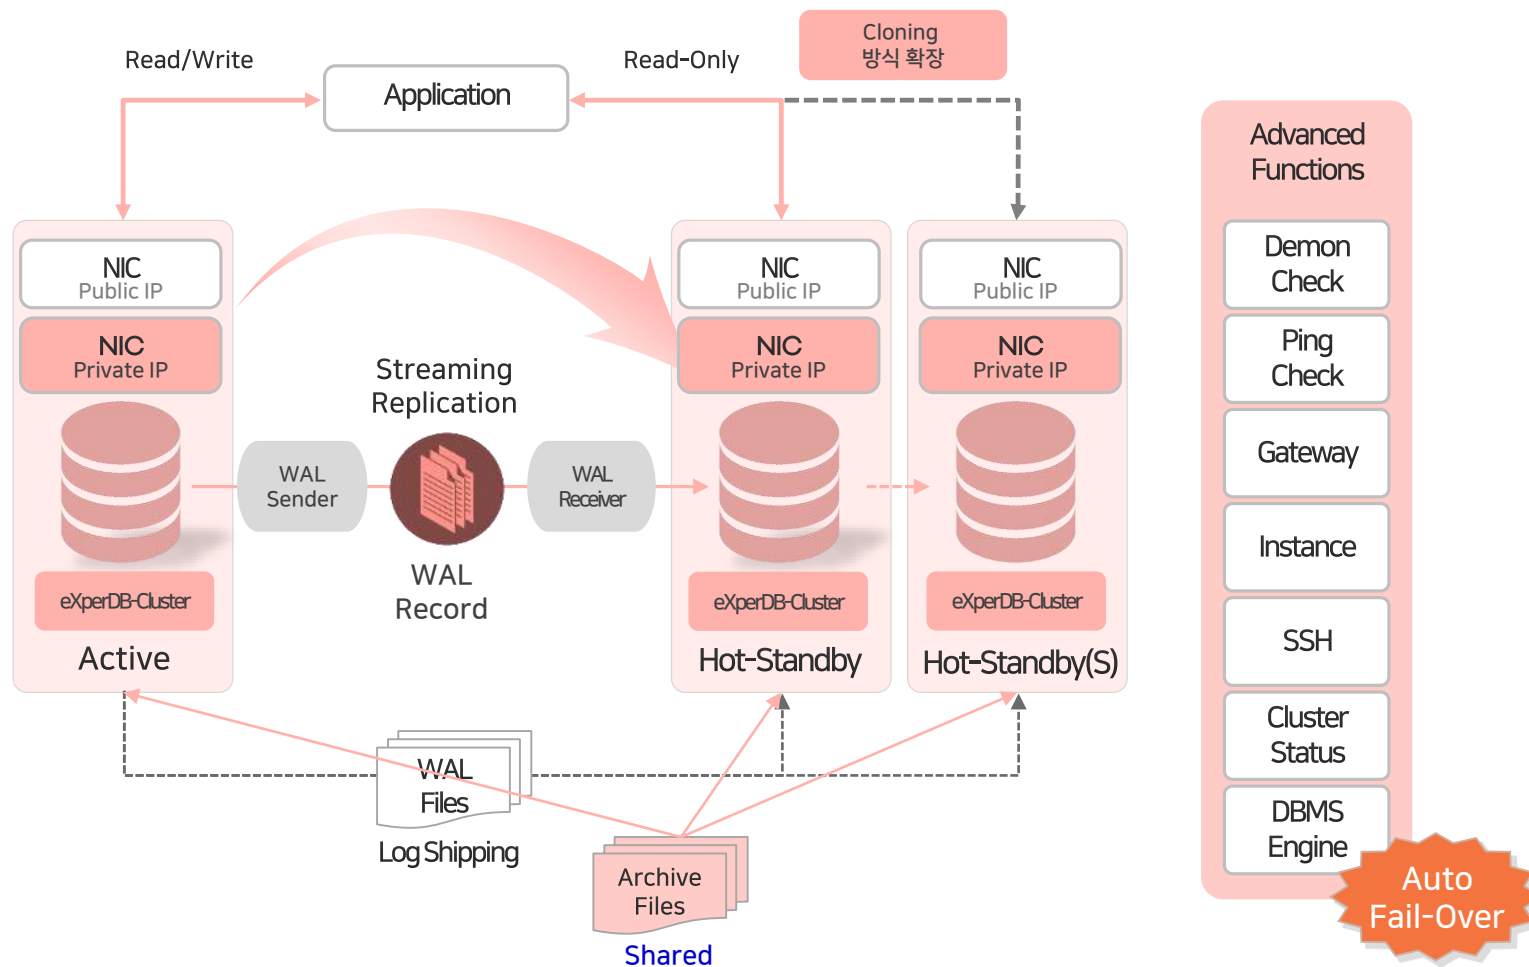 Cloning
방식 확장
Read/Write
Read-Only
Application
Advanced
Functions
NIC
Public IP
NIC
Private IP
NIC
Public IP
NIC
Private IP
NIC
Public IP
NIC
Private IP
Streaming
Replication
WAL
Sender
WAL
Receiver
WAL
Record
eXperDB-Cluster
eXperDB-Cluster
eXperDB-Cluster
Active
Hot-Standby
Hot-Standby(S)
WAL
Files
Log Shipping
Archive
Files
Shared
Demon
Check
Ping
Check
Gateway
Instance
SSH
Cluster
Status
DBMS
Engine
Auto
Fail-Over